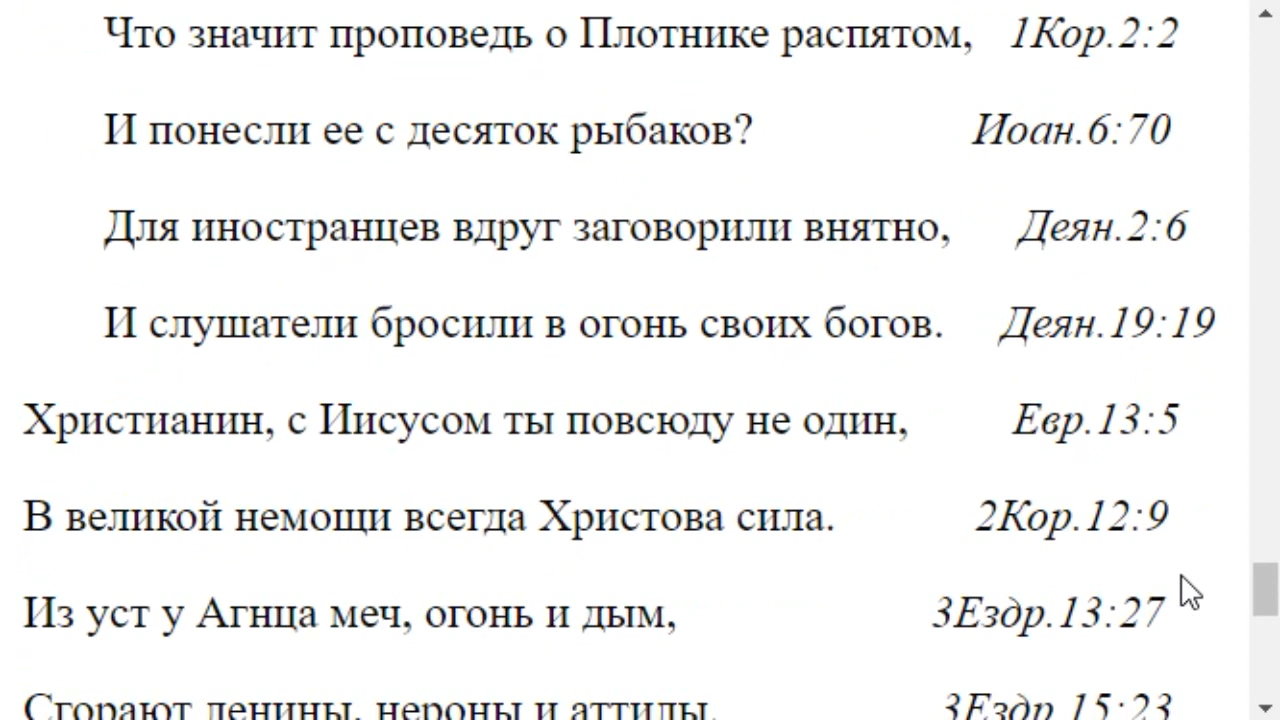 Что значит проповедь о Плотнике распятом, 1Кор.2:2
И понесли ее с десяток рыбаков? Иоан.6:70
Для иностранцев вдруг заговорили внятно, Деян.2:6
И слушатели бросили в огонь своих богов. Деян.19:19
Христианин, с Иисусом ты повсюду не один, Евр.13:5
В великой немощи всегда Христова сила. 2Кор.12:9
Из уст у Агнца меч, огонь и дым, 3Ездр.13:27
Сгорают ленины, нероны и аттилы. 3Ездр.15:23